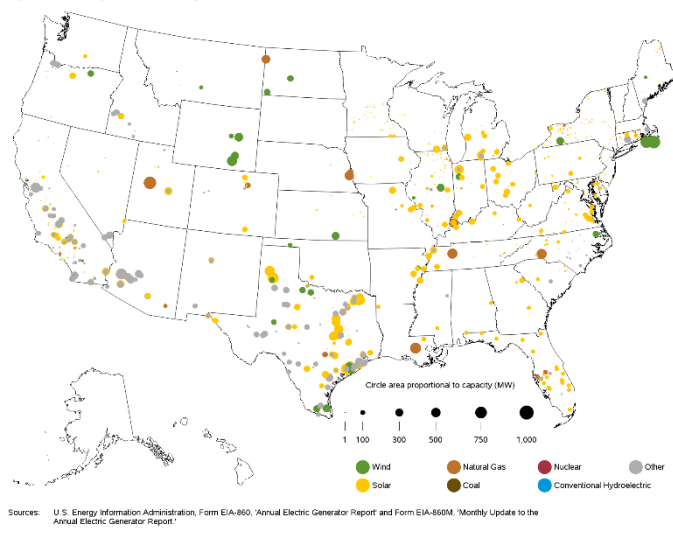 Circle area proportional to capacity (MW)
1 100 300 500 750 1,000
Wind Natural Gas Nuclear Other
Solar Coal Conventional Hydroelectric
Sources: U.S. Energy Information Administration, Form EIA-860, 'Annual Electric Generator Report' and Form EIA-860M, 'Monthly Update to the
Annual Electric Generator Report.'